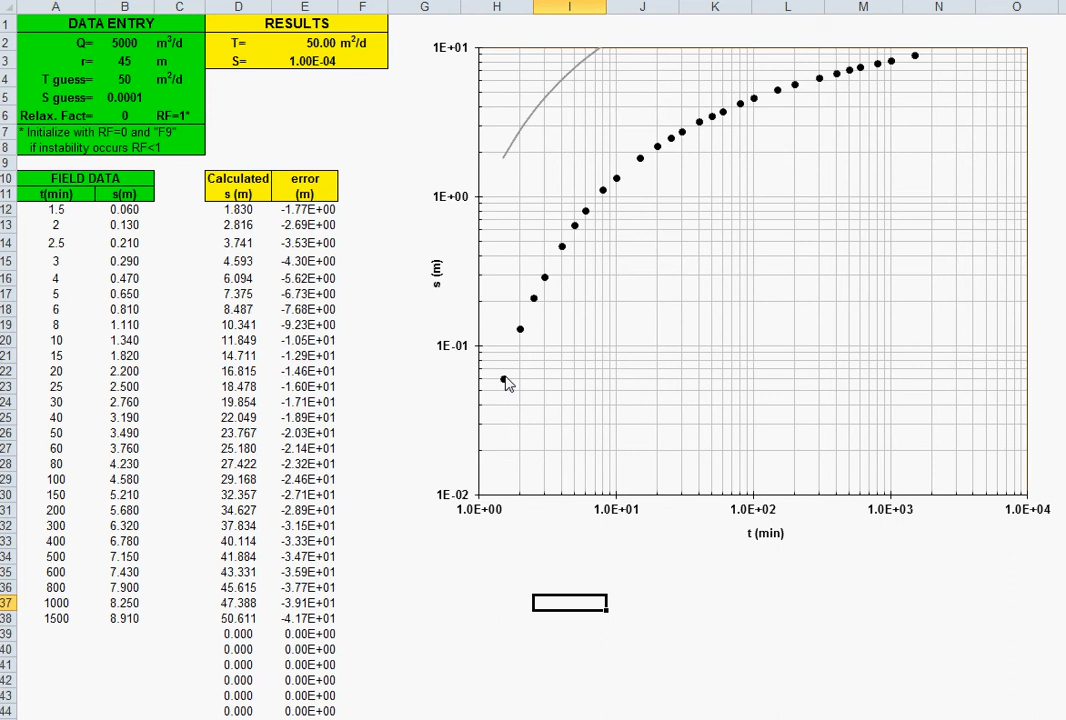 A B C D E F G H I J K L M N O
1 DATA ENTRY RESULTS
2 Q= 5000 m3/d T= 50.00 m2/d
3 r= 45 m S= 1.00E-04
4 T guess= 50 m2/d
5 S guess= 0.0001
6 Relax. Fact= 0 RF=1*
7 * Initialize with RF=0 and "F9"
8 if instability occurs RF<1
9
10 FIELD DATA Calculated error
11 t(min) s(m) s (m) (m)
12 1.5 0.060 1.830 -1.77E+00
13 2 0.130 2.816 -2.69E+00
14 2.5 0.210 3.741 -3.53E+00
15 3 0.290 4.593 -4.30E+00
16 4 0.470 6.094 -5.62E+00
17 5 0.650 7.375 -6.73E+00
18 6 0.810 8.487 -7.68E+00
19 8 1.110 10.341 -9.23E+00
20 10 1.340 11.849 -1.05E+01
21 15 1.820 14.711 -1.29E+01
22 20 2.200 16.815 -1.46E+01
23 25 2.500 18.478 -1.60E+01
24 30 2.760 19.854 -1.71E+01
25 40 3.190 22.049 -1.89E+01
26 50 3.490 23.767 -2.03E+01
27 60 3.760 25.180 -2.14E+01
28 80 4.230 27.422 -2.32E+01
29 100 4.580 29.168 -2.46E+01
30 150 5.210 32.357 -2.71E+01
31 200 5.680 34.627 -2.89E+01
32 300 6.320 37.834 -3.15E+01
33 400 6.780 40.114 -3.33E+01
34 500 7.150 41.884 -3.47E+01
35 600 7.430 43.331 -3.59E+01
36 800 7.900 45.615 -3.77E+01
37 1000 8.250 47.388 -3.91E+01
38 1500 8.910 50.611 -4.17E+01
39 0.000 0.00E+00
40 0.000 0.00E+00
41 0.000 0.00E+00
42 0.000 0.00E+00
43 0.000 0.00E+00
44 0.000 0.00E+00
1E+01
1E+00
s (m)
1E-01
1E-02
1.0E+00 1.0E+01 1.0E+02 1.0E+03 1.0E+04
t (min)